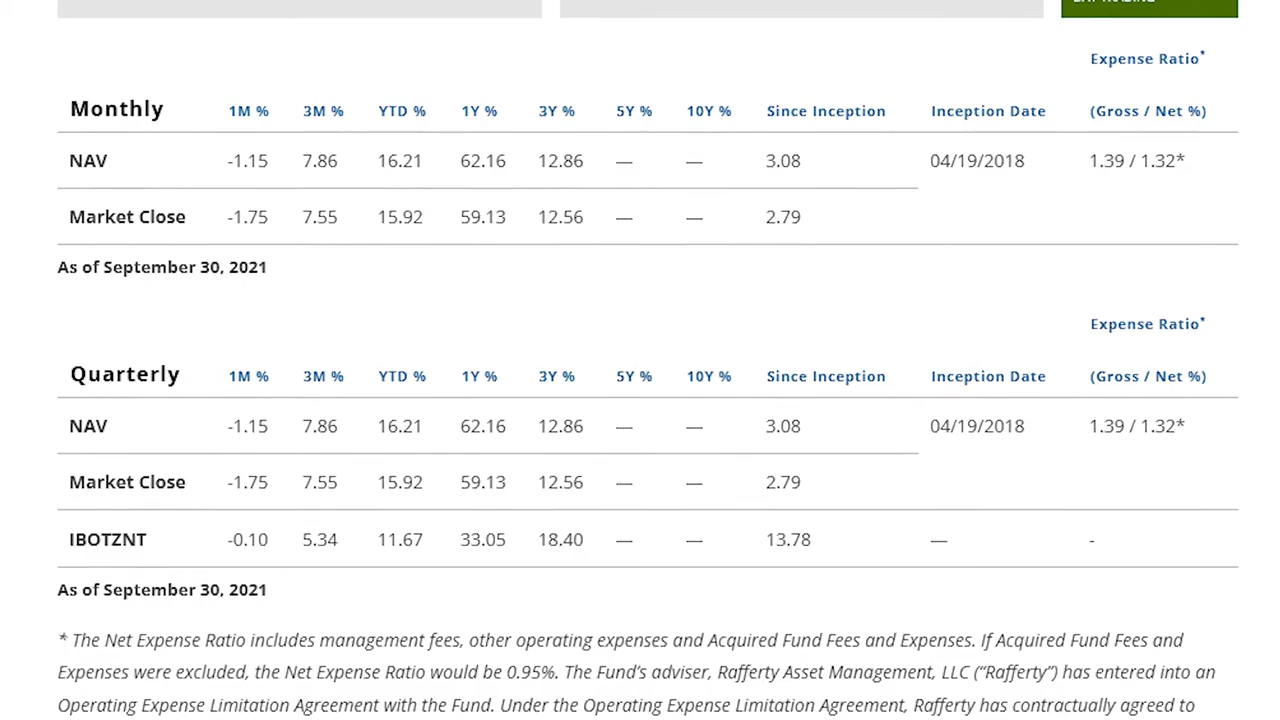 Expense Ratio*
Monthly 1M % 3M % YTD % 1Y % 3Y % 5Y % 10Y % Since Inception Inception Date (Gross / Net %)
NAV -1.15 7.86 16.21 62.16 12.86 — — 3.08 04/19/2018 1.39 / 1.32*
Market Close -1.75 7.55 15.92 59.13 12.56 — — 2.79
As of September 30, 2021
Expense Ratio*
Quarterly 1M % 3M % YTD % 1Y % 3Y % 5Y % 10Y % Since Inception Inception Date (Gross / Net %)
NAV -1.15 7.86 16.21 62.16 12.86 — — 3.08 04/19/2018 1.39 / 1.32*
Market Close -1.75 7.55 15.92 59.13 12.56 — — 2.79
IBOTZNT -0.10 5.34 11.67 33.05 18.40 — — 13.78 — -
As of September 30, 2021
* The Net Expense Ratio includes management fees, other operating expenses and Acquired Fund Fees and Expenses. If Acquired Fund Fees and
Expenses were excluded, the Net Expense Ratio would be 0.95%. The Fund’s adviser, Rafferty Asset Management, LLC (“Rafferty”) has entered into an
Operating Expense Limitation Agreement with the Fund. Under the Operating Expense Limitation Agreement, Rafferty has contractually agreed to